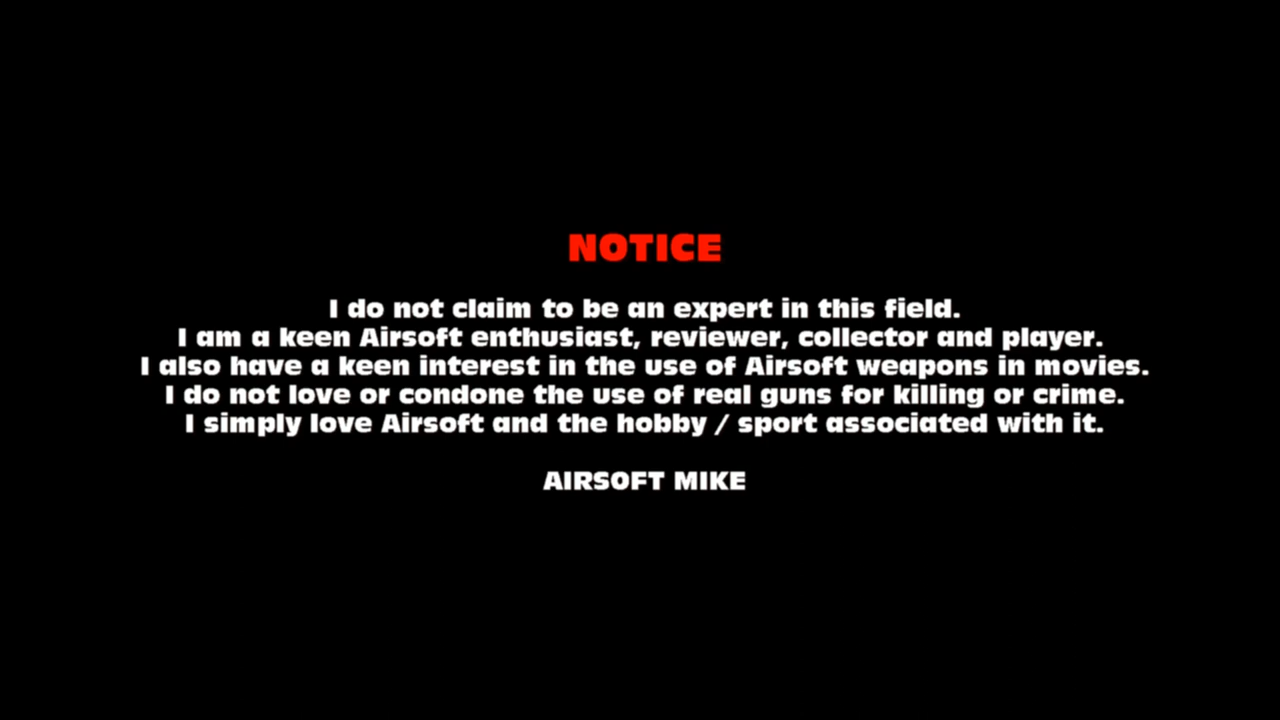 NOTICE
I do not claim to be an expert in this field.
I am a keen Airsoft enthusiast, reviewer, collector and player.
I also have a keen interest in the use of Airsoft weapons in movies.
I do not love or condone the use of real guns for killing or crime.
I simply love Airsoft and the hobby / sport associated with it.
AIRSOFT MIKE